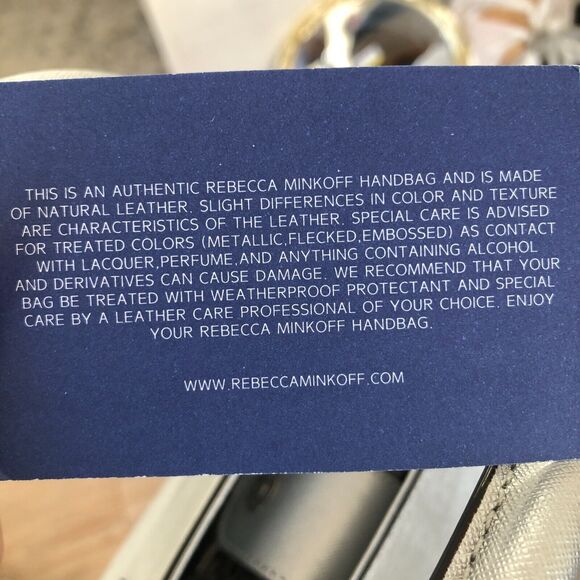 THIS IS AN AUTHENTIC REBECCA MINKOFF HANDBAG AND IS MADE
OF NATURAL LEATHER. SLIGHT DIFFERENCES IN COLOR AND TEXTURE
ARE CHARACTERISTICS OF THE LEATHER. SPECIAL CARE IS ADVISED
FOR TREATED COLORS (METALLIC,FLECKED,EMBOSSED) AS CONTACT
WITH LACQUER,PERFUME,AND ANYTHING CONTAINING ALCOHOL
AND DERIVATIVES CAN CAUSE DAMAGE. WE RECOMMEND THAT YOUR
BAG BE TREATED WITH WEATHERPROOF PROTECTANT AND SPECIAL
CARE BY A LEATHER CARE PROFESSIONAL OF YOUR CHOICE. ENJOY
YOUR REBECCA MINKOFF HANDBAG.
WWW.REBECCAMINKOFF.COM